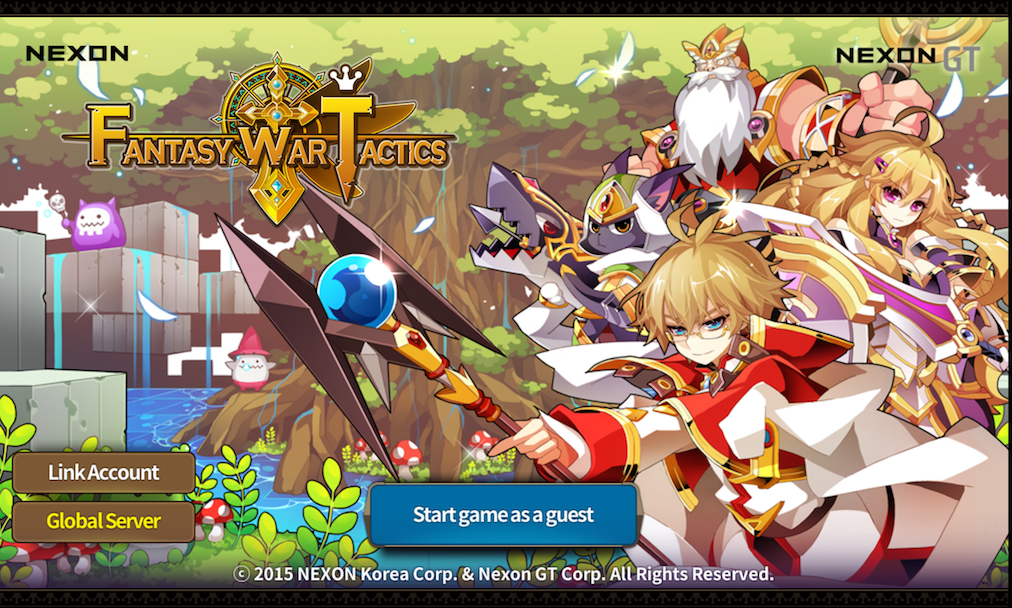 NEXON
NEXON GT
FANTASY WAR TACTICS
Link Account
Global Server
Start game as a guest
ⓒ 2015 NEXON Korea Corp. & Nexon GT Corp. All Rights Reserved.